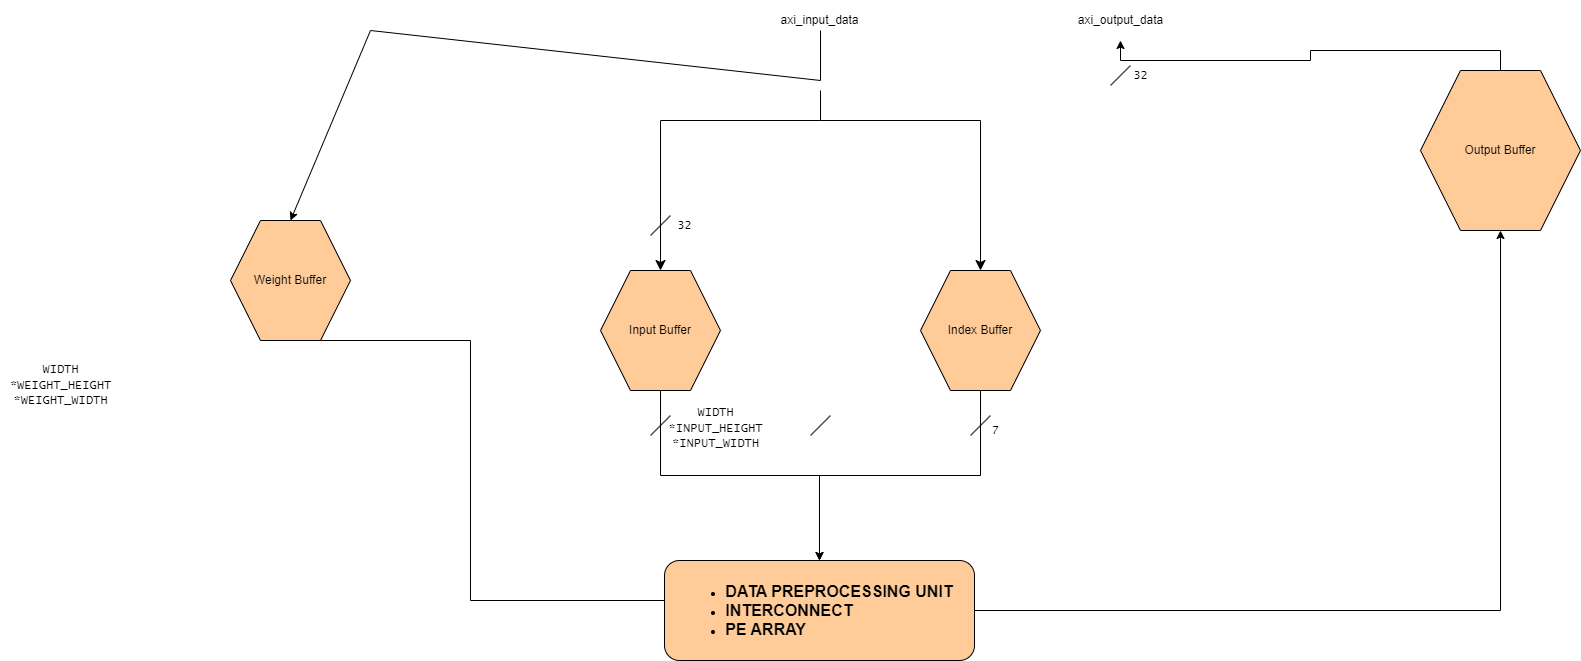 axi_input_data
axi_output_data
32
Output Buffer
32
Weight Buffer
Input Buffer
Index Buffer
WIDTH
*WEIGHT_HEIGHT
*WEIGHT_WIDTH
WIDTH
*INPUT_HEIGHT
*INPUT_WIDTH
7
• DATA PREPROCESSING UNIT
• INTERCONNECT
• PE ARRAY